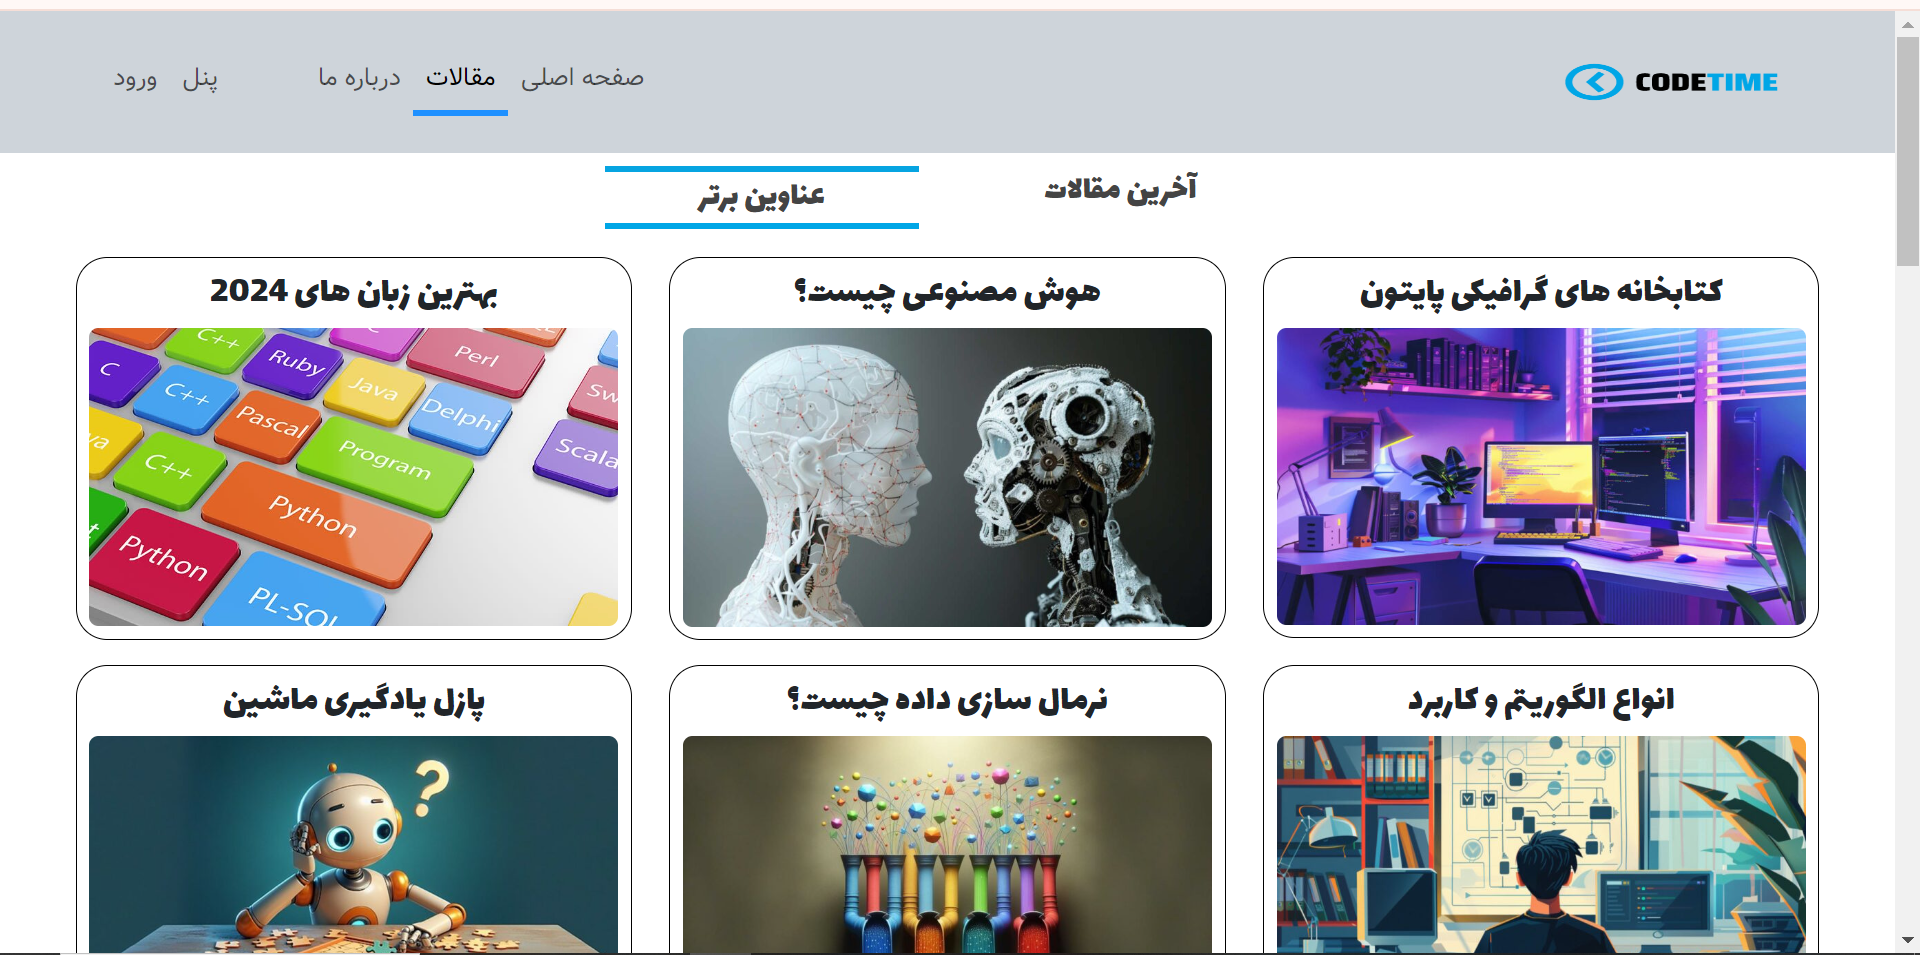 CODETIME
صفحه اصلی
مقالات
درباره ما
پنل
ورود
آخرین مقالات
عناوین برتر
کتابخانه های گرافیکی پایتون
هوش مصنوعی چیست؟
بهترین زبان های 2024
C++
C
Perl
Ruby
C
Java
C++
Sw
Delphi
Pascal
va
Scala
Program
C++
Python
t
Python
PL-SQL
انواع الگوریتم و کاربرد
نرمال سازی داده چیست؟
پازل یادگیری ماشین
?